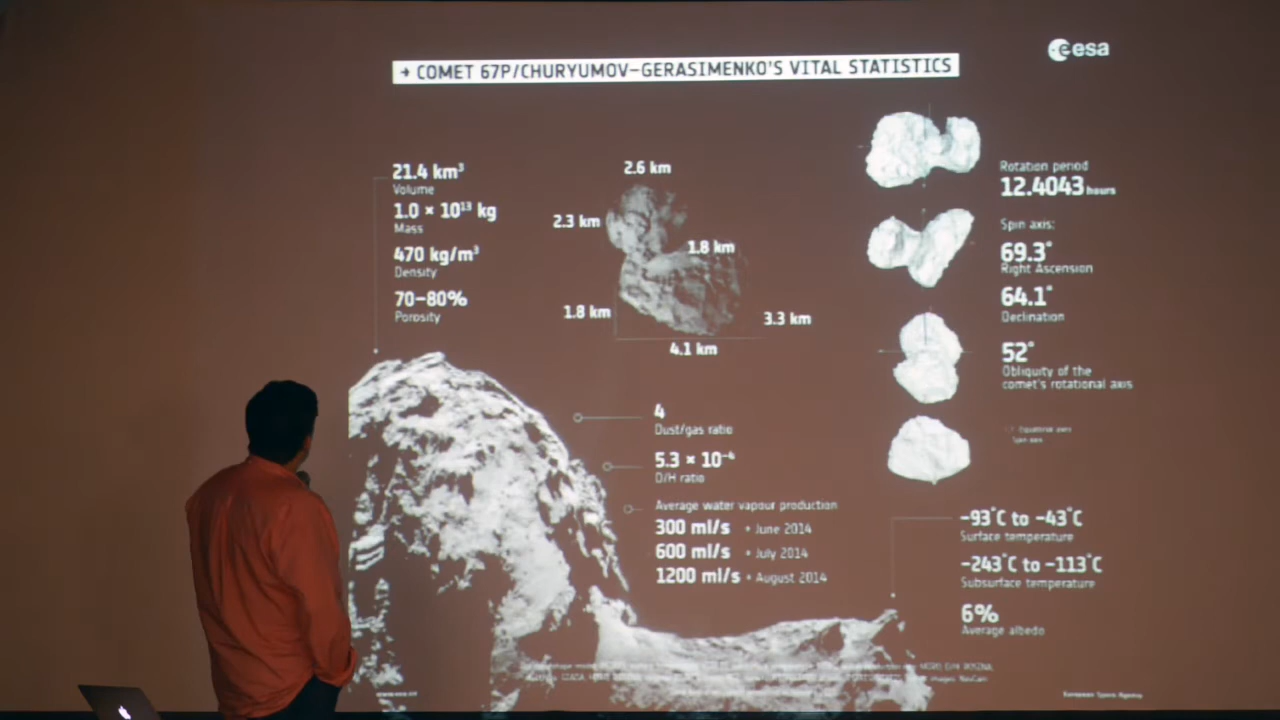 esa
→ COMET 67P/CHURYUMOV–GERASIMENKO'S VITAL STATISTICS
21.4 km³
Volume
1.0 × 10¹³ kg
Mass
470 kg/m³
Density
70–80%
Porosity
2.6 km
2.3 km
1.8 km
1.8 km
3.3 km
4.1 km
Rotation period
12.4043 hours
Spin axis:
69.3°
Right Ascension
64.1°
Declination
52°
Obliquity of the
comet's rotational axis
Equatorial axes
Spin axis
4
Dust/gas ratio
5.3 × 10⁻⁴
D/H ratio
Average water vapour production
300 ml/s • June 2014
600 ml/s • July 2014
1200 ml/s • August 2014
-93°C to -43°C
Surface temperature
-243°C to -113°C
Subsurface temperature
6%
Average albedo
European Space Agency